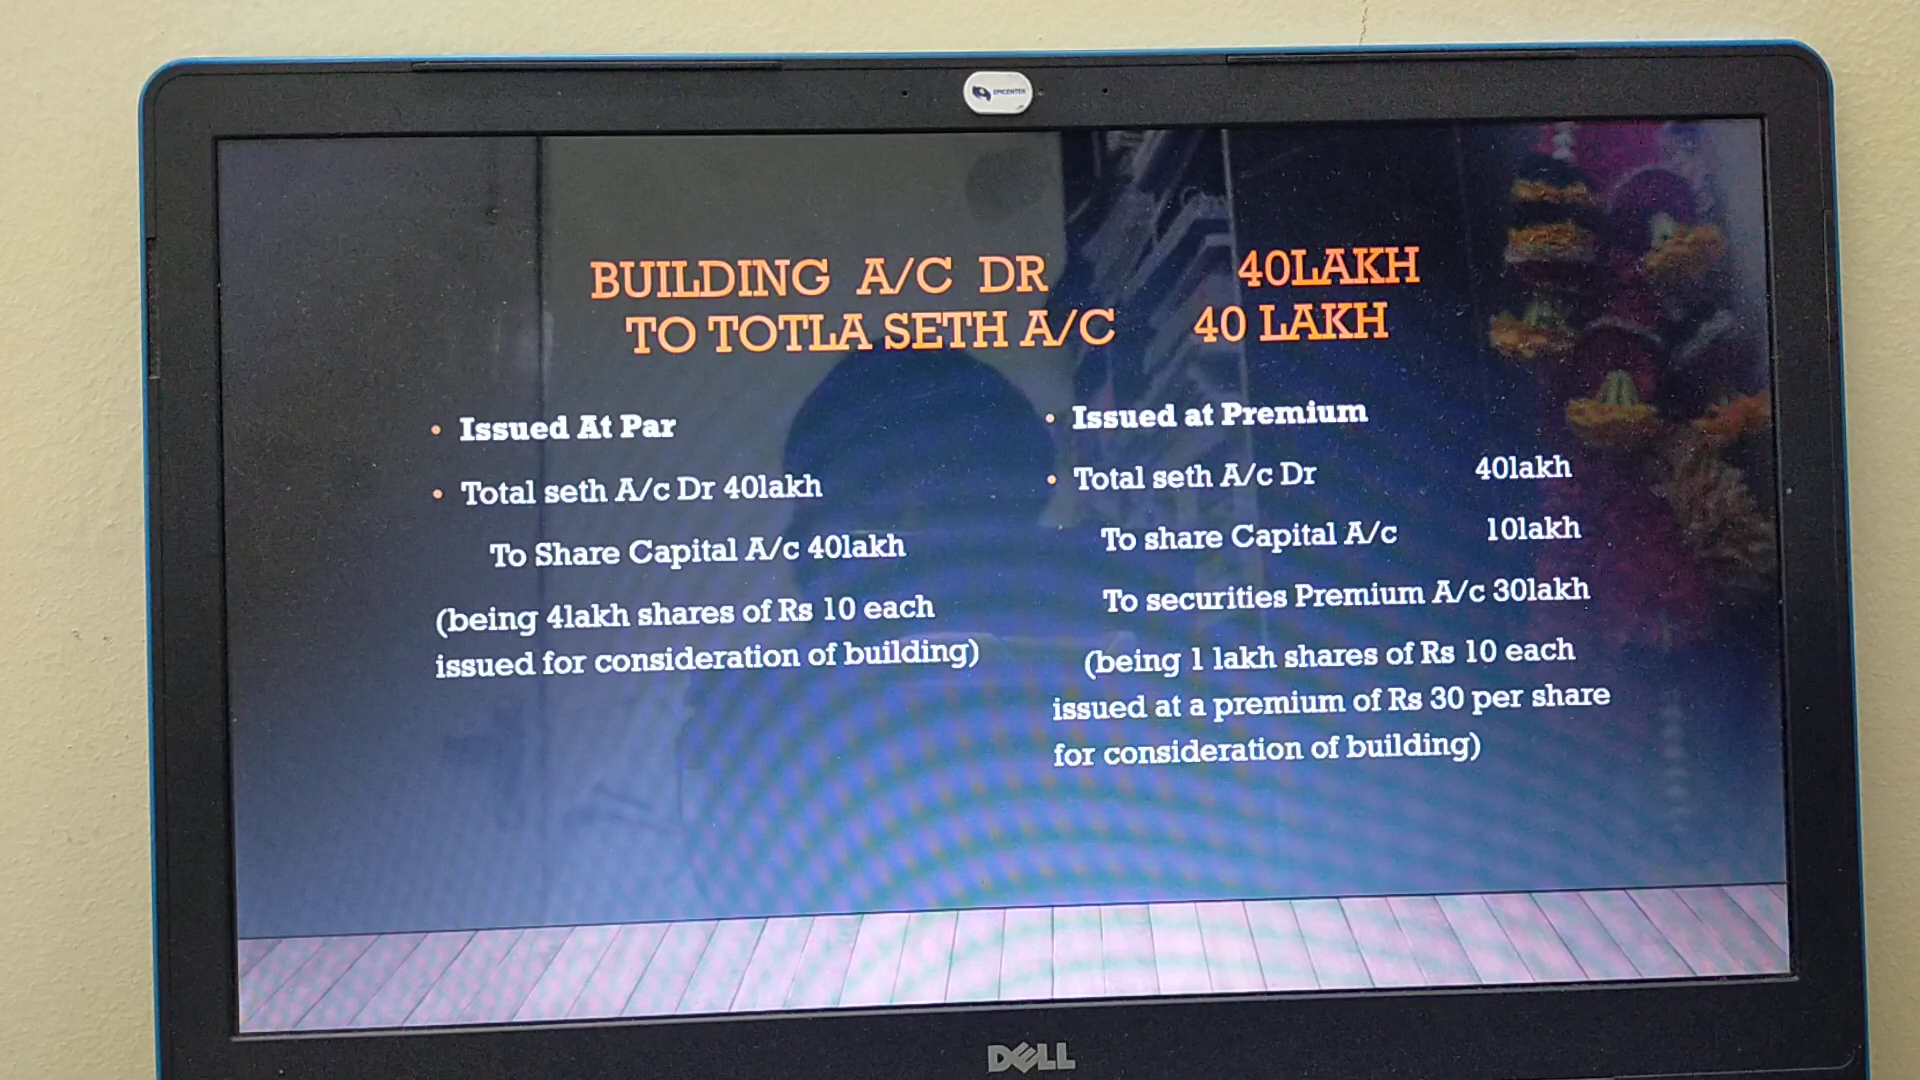 EPICENTER
BUILDING A/C DR 40LAKH
TO TOTLA SETH A/C 40 LAKH
• Issued At Par
• Total seth A/c Dr 40lakh
To Share Capital A/c 40lakh
(being 4lakh shares of Rs 10 each
issued for consideration of building)
• Issued at Premium
• Total seth A/c Dr 40lakh
To share Capital A/c 10lakh
To securities Premium A/c 30lakh
(being 1 lakh shares of Rs 10 each
issued at a premium of Rs 30 per share
for consideration of building)
DELL